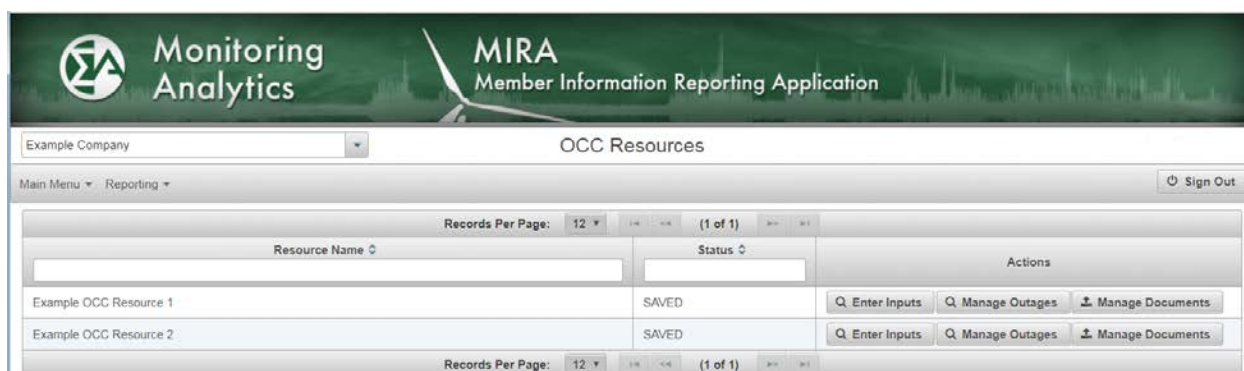 Monitoring
Analytics
MIRA
Member Information Reporting Application
Example Company
OCC Resources
Main Menu Reporting
Sign Out
Records Per Page: 12 (1 of 1)
Resource Name Status Actions
Example OCC Resource 1 SAVED Enter Inputs Manage Outages Manage Documents
Example OCC Resource 2 SAVED Enter Inputs Manage Outages Manage Documents
Records Per Page: 12 (1 of 1)